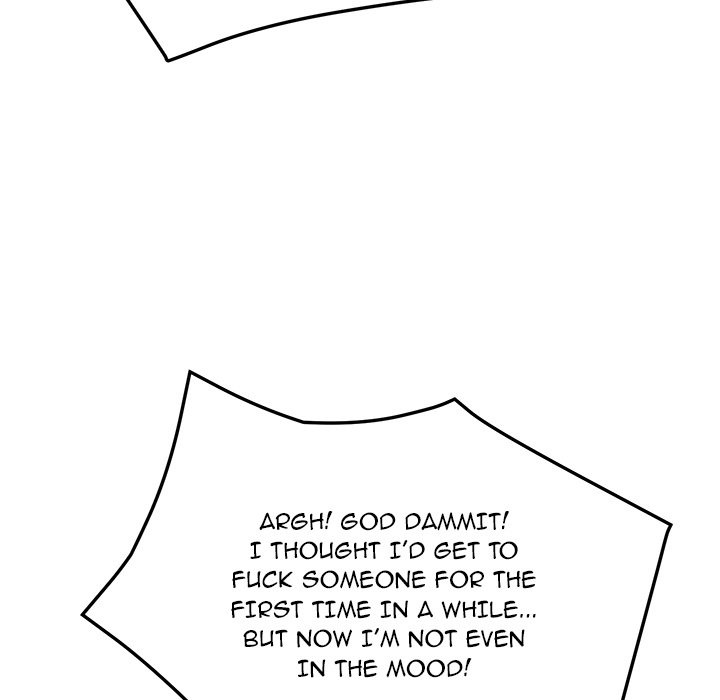 ARGH! GOD DAMMIT!
I THOUGHT I'D GET TO
FUCK SOMEONE FOR THE
FIRST TIME IN A WHILE...
BUT NOW I'M NOT EVEN
IN THE MOOD!